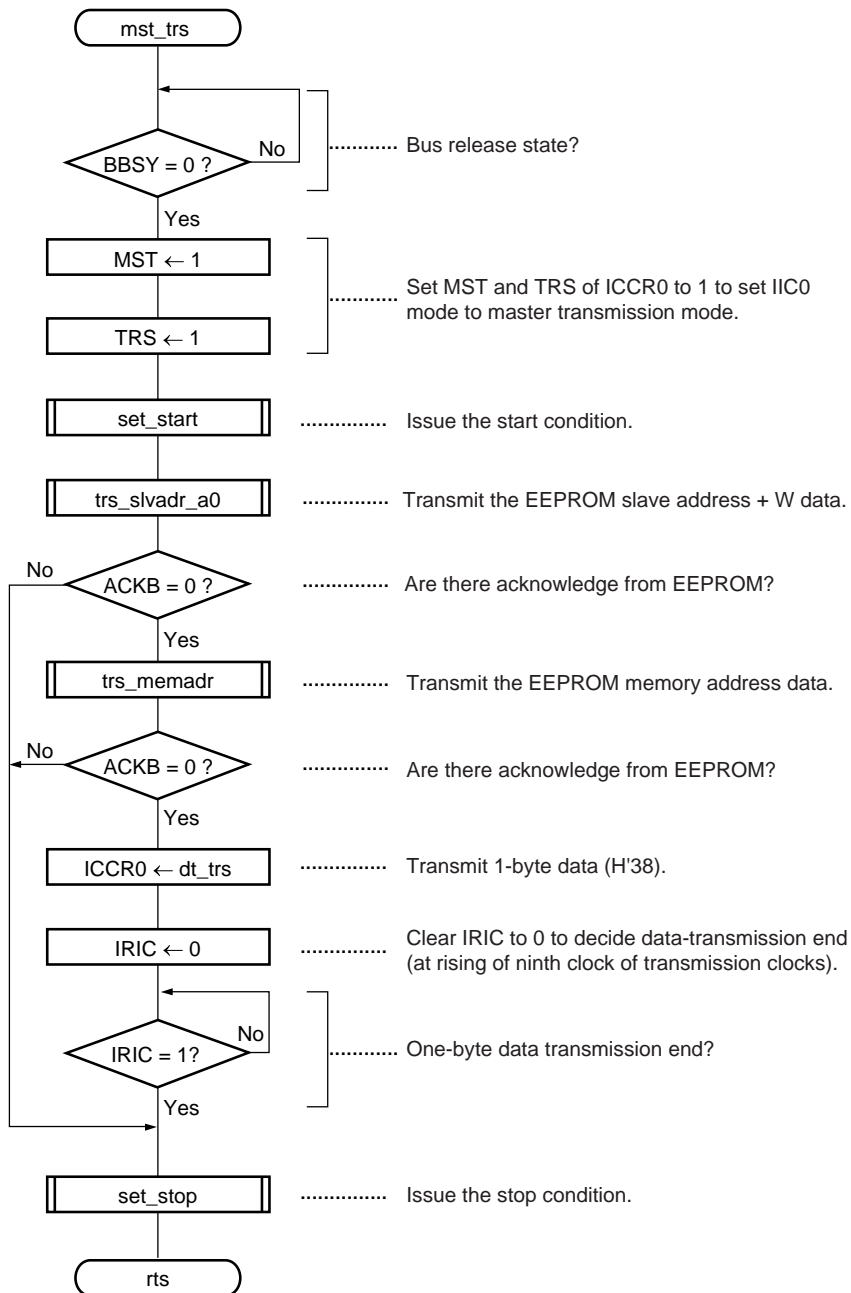 mst_trs
BBSY = 0 ?
No
............ Bus release state?
Yes
MST ← 1
............ Set MST and TRS of ICCR0 to 1 to set IIC0
mode to master transmission mode.
TRS ← 1
set_start
............... Issue the start condition.
trs_slvadr_a0
............... Transmit the EEPROM slave address + W data.
No
ACKB = 0 ?
............... Are there acknowledge from EEPROM?
Yes
trs_memadr
............... Transmit the EEPROM memory address data.
No
ACKB = 0 ?
............... Are there acknowledge from EEPROM?
Yes
ICCR0 ← dt_trs
............... Transmit 1-byte data (H'38).
IRIC ← 0
............... Clear IRIC to 0 to decide data-transmission end
(at rising of ninth clock of transmission clocks).
No
IRIC = 1?
............ One-byte data transmission end?
Yes
set_stop
............... Issue the stop condition.
rts